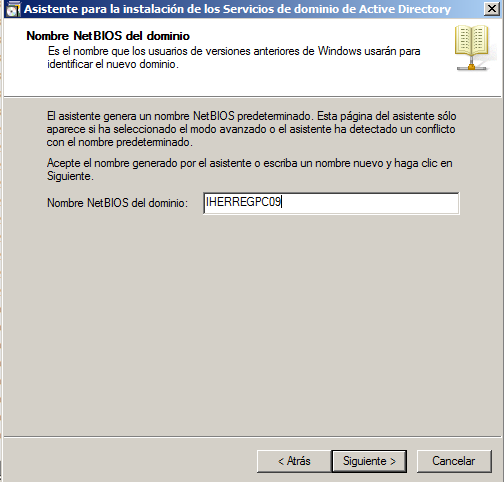 Asistente para la instalación de los Servicios de dominio de Active Directory
Nombre NetBIOS del dominio
Es el nombre que los usuarios de versiones anteriores de Windows usarán para
identificar el nuevo dominio.
El asistente genera un nombre NetBIOS predeterminado. Esta página del asistente sólo
aparece si ha seleccionado el modo avanzado o el asistente ha detectado un conflicto
con el nombre predeterminado.
Acepte el nombre generado por el asistente o escriba un nombre nuevo y haga clic en
Siguiente.
Nombre NetBIOS del dominio: IHERREGPC09
< Atrás Siguiente > Cancelar